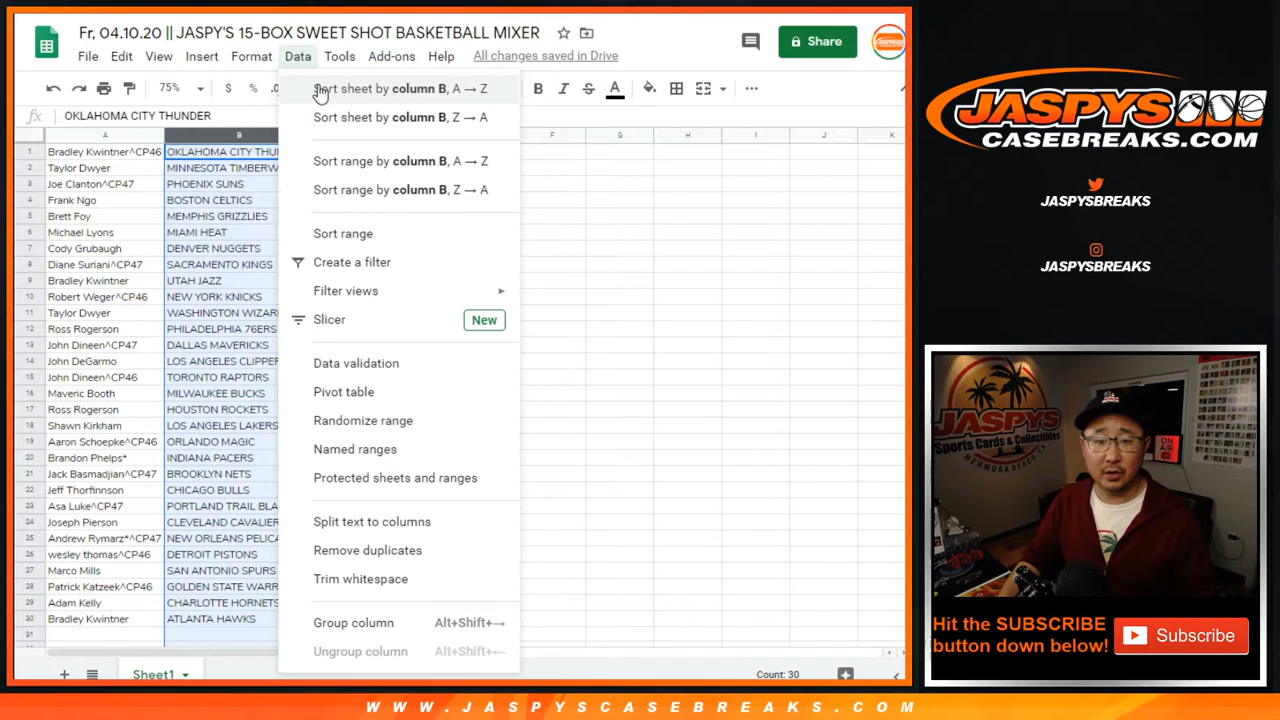 Fr, 04.10.20 || JASPY'S 15-BOX SWEET SHOT BASKETBALL MIXER
File Edit View Insert Format Data Tools Add-ons Help All changes saved in Drive
Share
75% $ %
B I S A
OKLAHOMA CITY THUNDER
A B F G H I J K
1 Bradley Kwintner^CP46 OKLAHOMA CITY THU
2 Taylor Dwyer MINNESOTA TIMBERW
3 Joe Clanton^CP47 PHOENIX SUNS
4 Frank Ngo BOSTON CELTICS
5 Brett Foy MEMPHIS GRIZZLIES
6 Michael Lyons MIAMI HEAT
7 Cody Grubaugh DENVER NUGGETS
8 Diane Suriani^CP47 SACRAMENTO KINGS
9 Bradley Kwintner UTAH JAZZ
10 Robert Weger^CP46 NEW YORK KNICKS
11 Taylor Dwyer WASHINGTON WIZAR
12 Ross Rogerson PHILADELPHIA 76ERS
13 John Dineen^CP47 DALLAS MAVERICKS
14 John DeGarmo LOS ANGELES CLIPPER
15 John Dineen^CP46 TORONTO RAPTORS
16 Maveric Booth MILWAUKEE BUCKS
17 Ross Rogerson HOUSTON ROCKETS
18 Shawn Kirkham LOS ANGELES LAKERS
19 Aaron Schoepke^CP46 ORLANDO MAGIC
20 Brandon Phelps* INDIANA PACERS
21 Jack Basmadjian^CP47 BROOKLYN NETS
22 Jeff Thorfinnson CHICAGO BULLS
23 Asa Luke^CP47 PORTLAND TRAIL BLA
24 Joseph Pierson CLEVELAND CAVALIER
25 Andrew Rymarz*^CP47 NEW ORLEANS PELICA
26 wesley thomas^CP46 DETROIT PISTONS
27 Marco Mills SAN ANTONIO SPURS
28 Patrick Katzeek^CP46 GOLDEN STATE WARR
29 Adam Kelly CHARLOTTE HORNETS
30 Bradley Kwintner ATLANTA HAWKS
31
Sort sheet by column B, A → Z
Sort sheet by column B, Z → A
Sort range by column B, A → Z
Sort range by column B, Z → A
Sort range
Create a filter
Filter views
Slicer New
Data validation
Pivot table
Randomize range
Named ranges
Protected sheets and ranges
Split text to columns
Remove duplicates
Trim whitespace
Group column Alt+Shift+→
Ungroup column Alt+Shift+←
Sheet1
Count: 30
JASPYS
CASEBREAKS.COM
JASPYSBREAKS
JASPYSBREAKS
JASPYS
Sports Cards & Collectibles
HERMOSA BEACH, CA
ON AIR
Hit the SUBSCRIBE
button down below!
Subscribe
WWW.JASPYSCASEBREAKS.COM